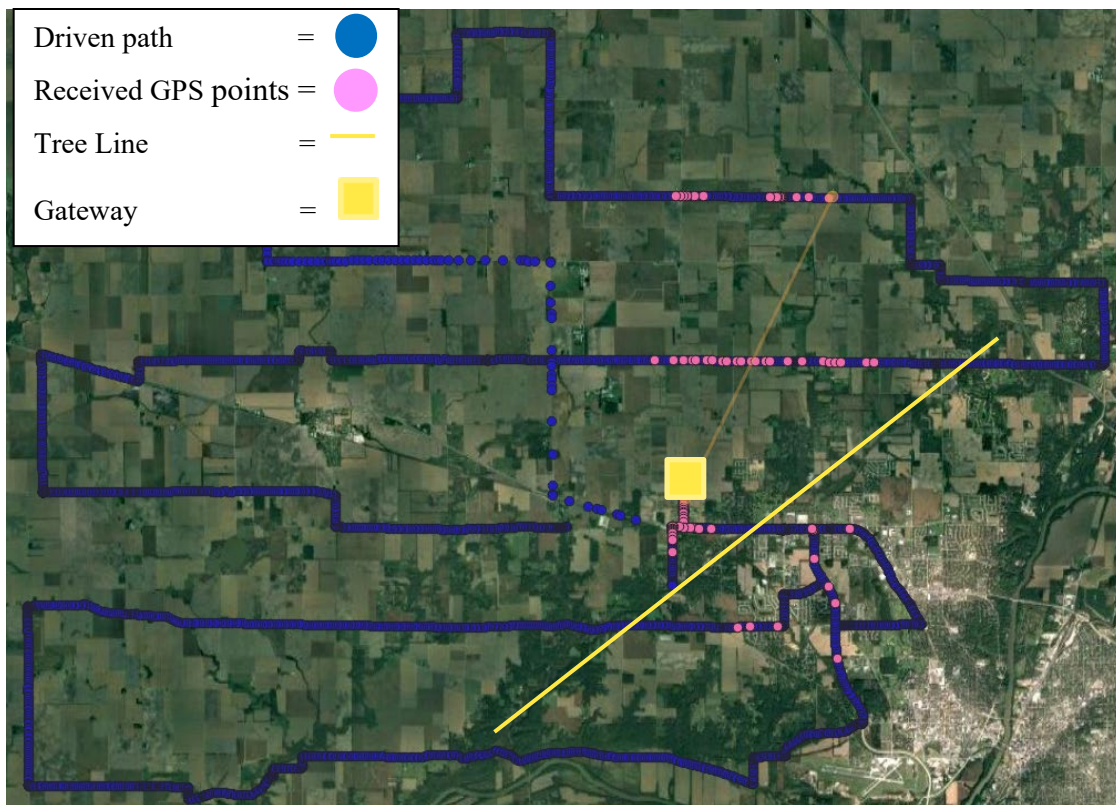 Driven path =
Received GPS points =
Tree Line =
Gateway =